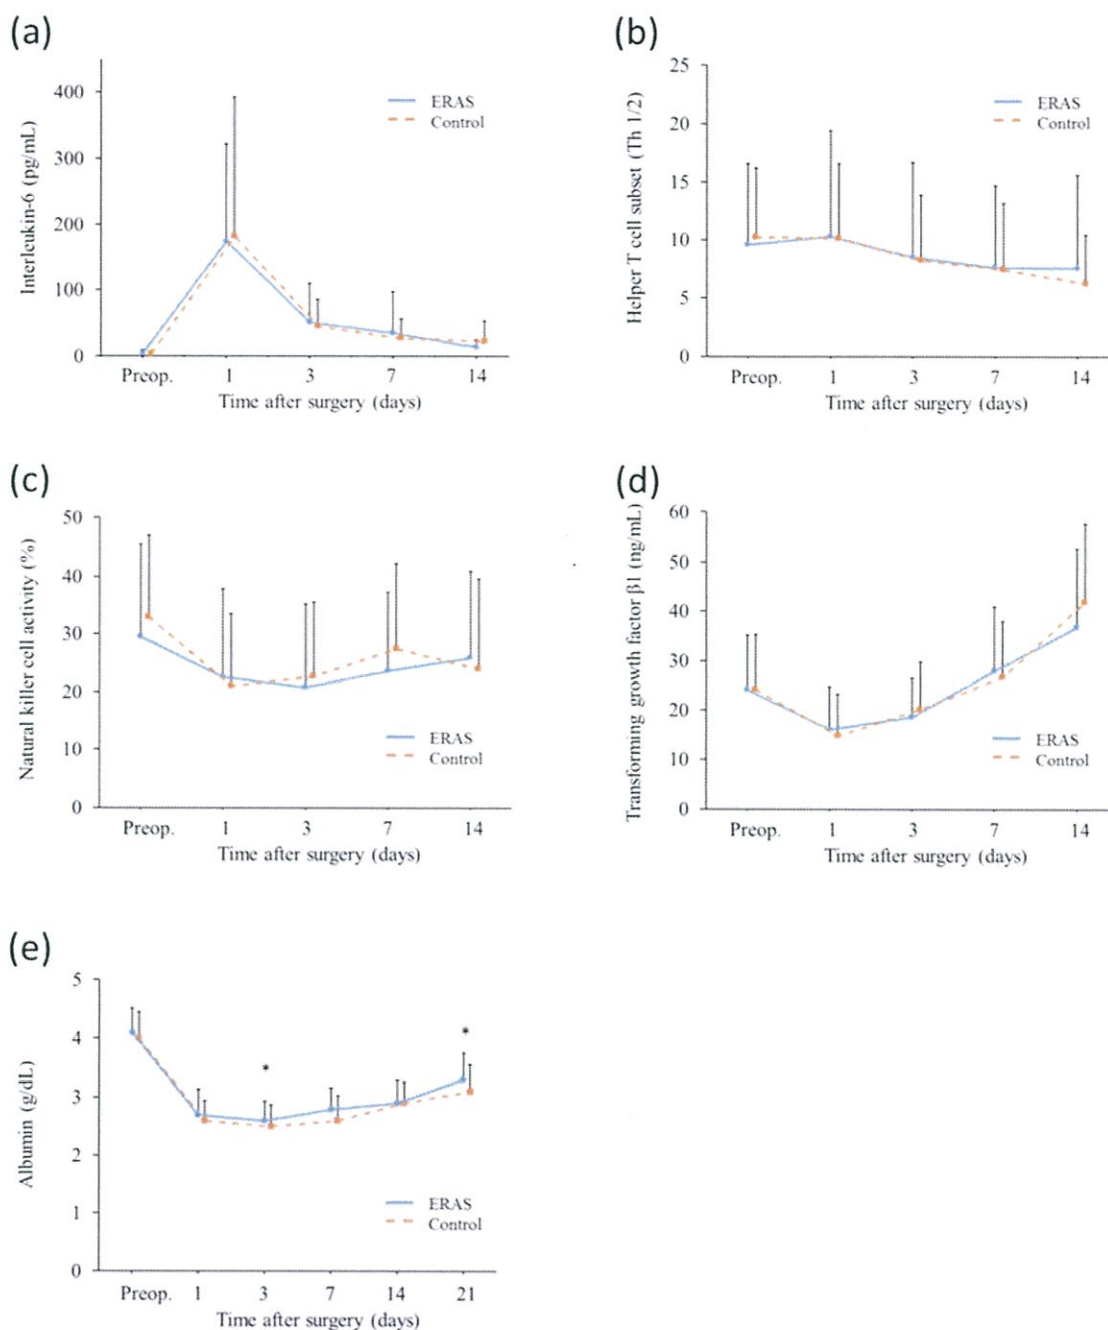 (a)
Interleukin-6 (pg/mL)
400
300
200
100
0
ERAS
Control
Preop. 1 3 7 14
Time after surgery (days)
(b)
Helper T cell subset (Th 1/2)
25
20
15
10
5
0
ERAS
Control
Preop. 1 3 7 14
Time after surgery (days)
(c)
Natural killer cell activity (%)
50
40
30
20
10
0
ERAS
Control
Preop. 1 3 7 14
Time after surgery (days)
(d)
Transforming growth factor β1 (ng/mL)
60
50
40
30
20
10
0
ERAS
Control
Preop. 1 3 7 14
Time after surgery (days)
(e)
Albumin (g/dL)
5
4
3
2
1
0
*
*
ERAS
Control
Preop. 1 3 7 14 21
Time after surgery (days)